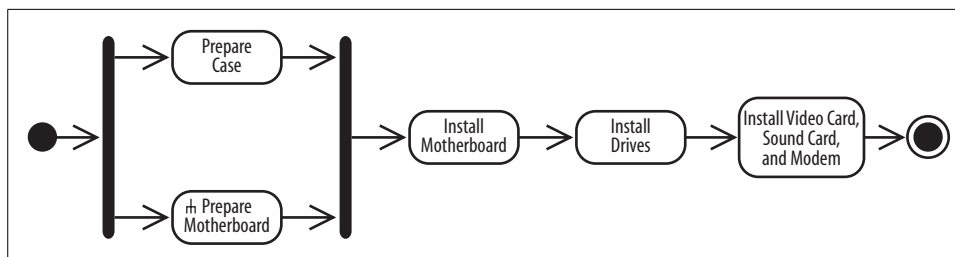 Prepare
Case
Install
Motherboard
Install
Drives
Install Video Card,
Sound Card,
and Modem
Prepare
Motherboard